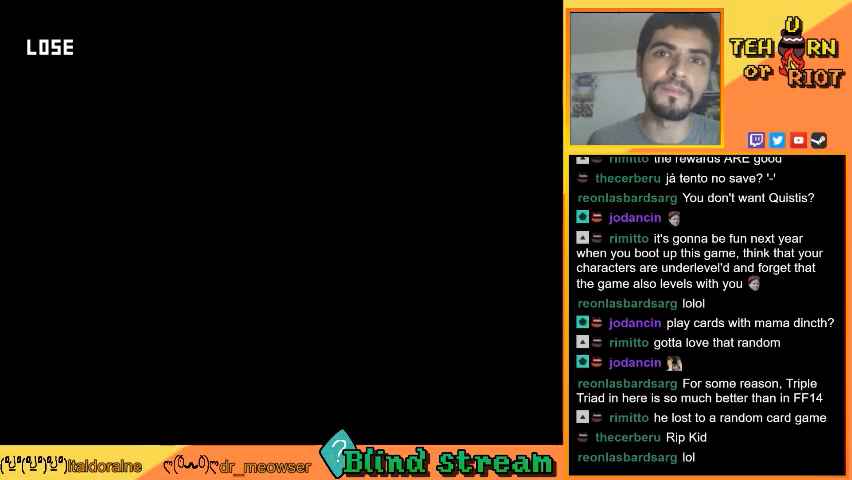 LOSE
U
TEH RN
or RIOT
rimitto the rewards ARE good
thecerberu já tento no save? '-'
reonlasbardsarg You don't want Quistis?
jodancin
rimitto it's gonna be fun next year
when you boot up this game, think that your
characters are underlevel'd and forget that
the game also levels with you
reonlasbardsarg lolol
jodancin play cards with mama dincth?
rimitto gotta love that random
jodancin
reonlasbardsarg For some reason, Triple
Triad in here is so much better than in FF14
rimitto he lost to a random card game
thecerberu Rip Kid
reonlasbardsarg lol
Italdoraine
dr_meowser
? Blind stream